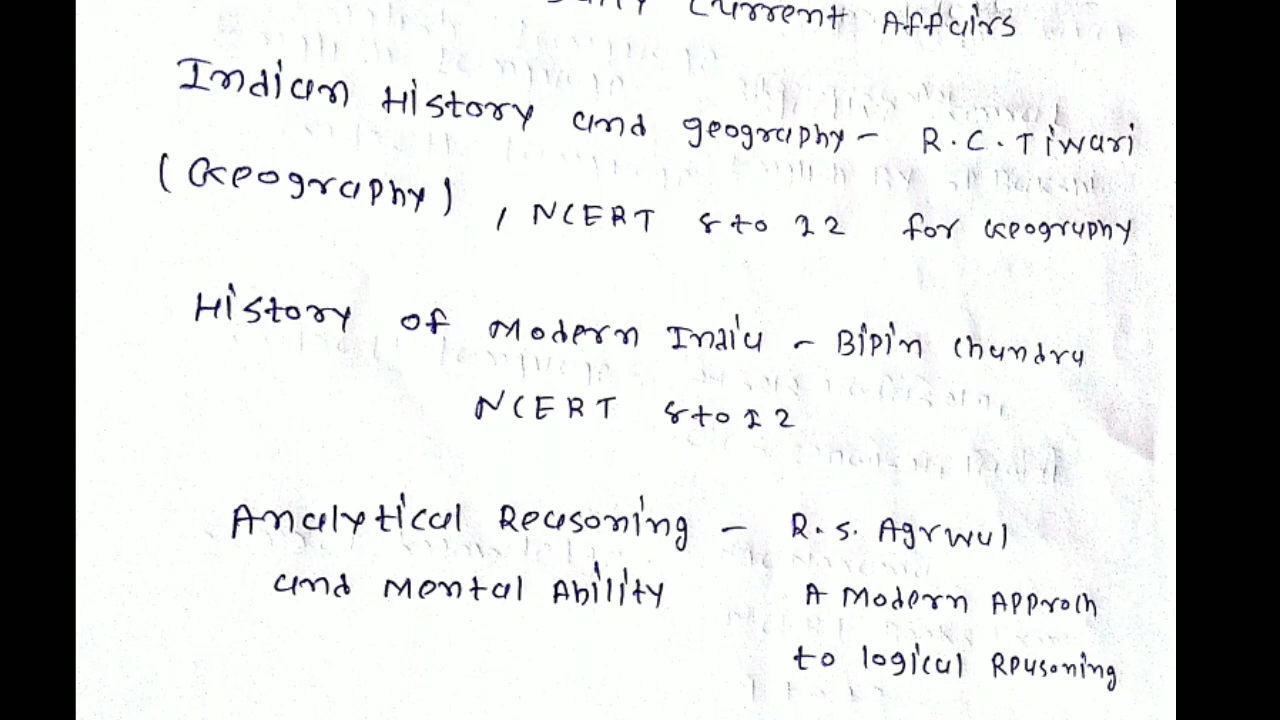 Current Affairs
Indian History and geography - R.C. Tiwari
(Geography) , NCERT 8 to 12 for Geography
History of Modern India - Bipin Chandra
NCERT 8 to 12
Analytical Reasoning - R. S. Agrwal
and Mental Ability A Modern Approch
to logical Reasoning